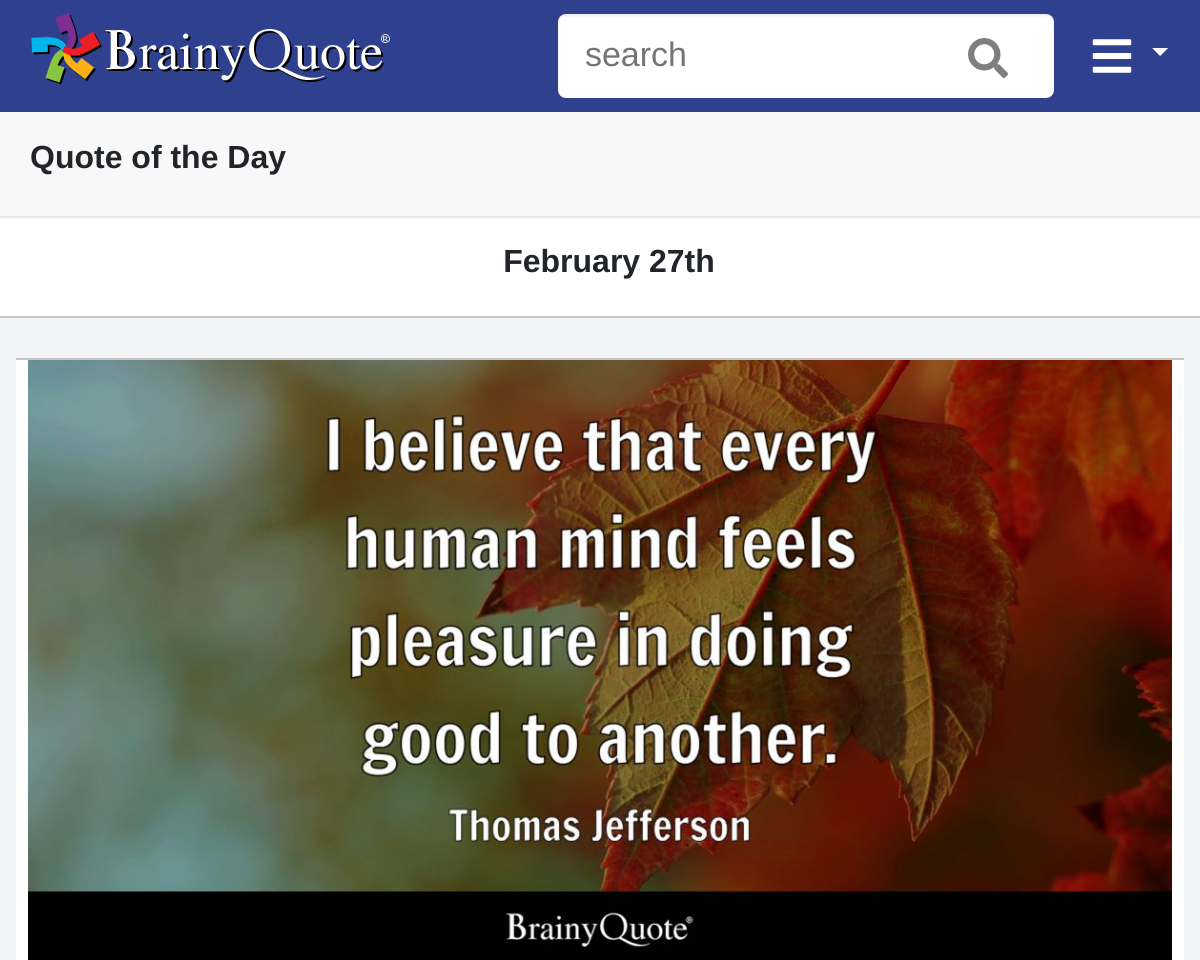 BrainyQuote®
search
Quote of the Day
February 27th
I believe that every
human mind feels
pleasure in doing
good to another.
Thomas Jefferson
BrainyQuote®